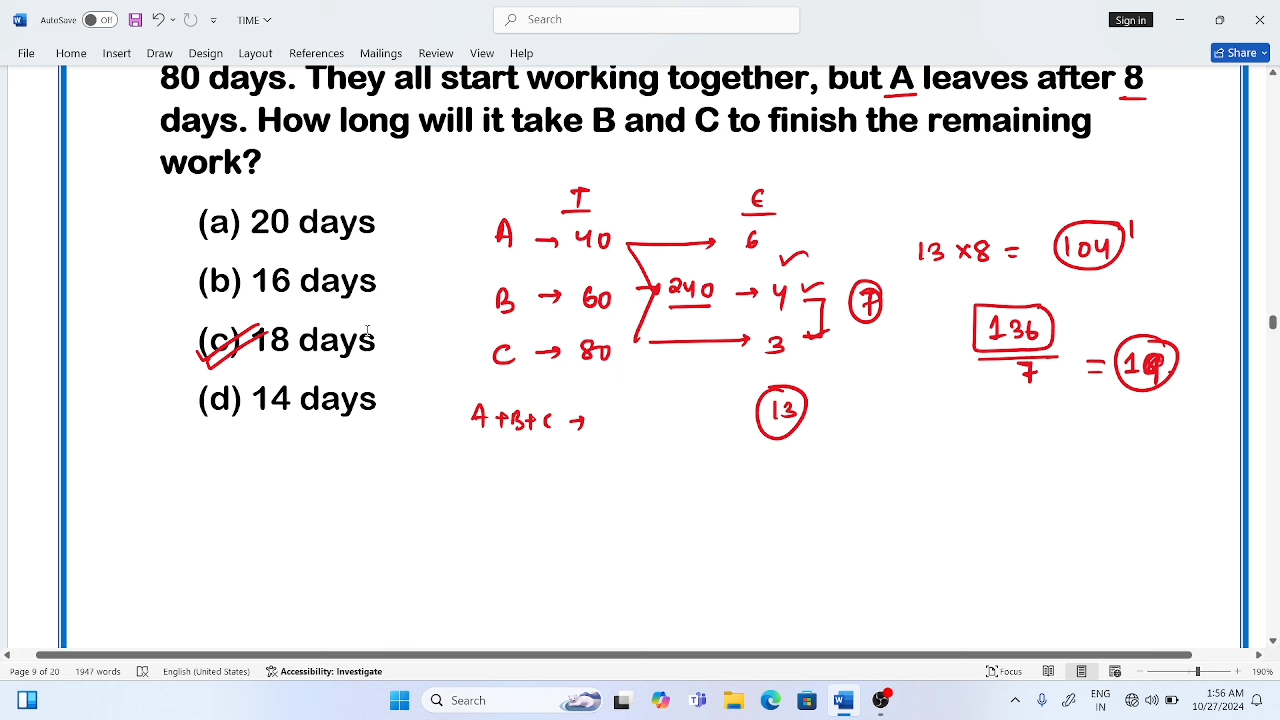 AutoSave Off TIME Search Sign in
File Home Insert Draw Design Layout References Mailings Review View Help Share
80 days. They all start working together, but A leaves after 8
days. How long will it take B and C to finish the remaining
work?
(a) 20 days
(b) 16 days
(c) 18 days
(d) 14 days
T E
A → 40 → 6
B → 60 → 240 → 4 7
C → 80 → 3
A+B+C → 13
13 × 8 = 104
136
7 =
Page 9 of 20 1947 words English (United States) Accessibility: Investigate Focus 190%
Search ENG IN 1:56 AM 10/27/2024